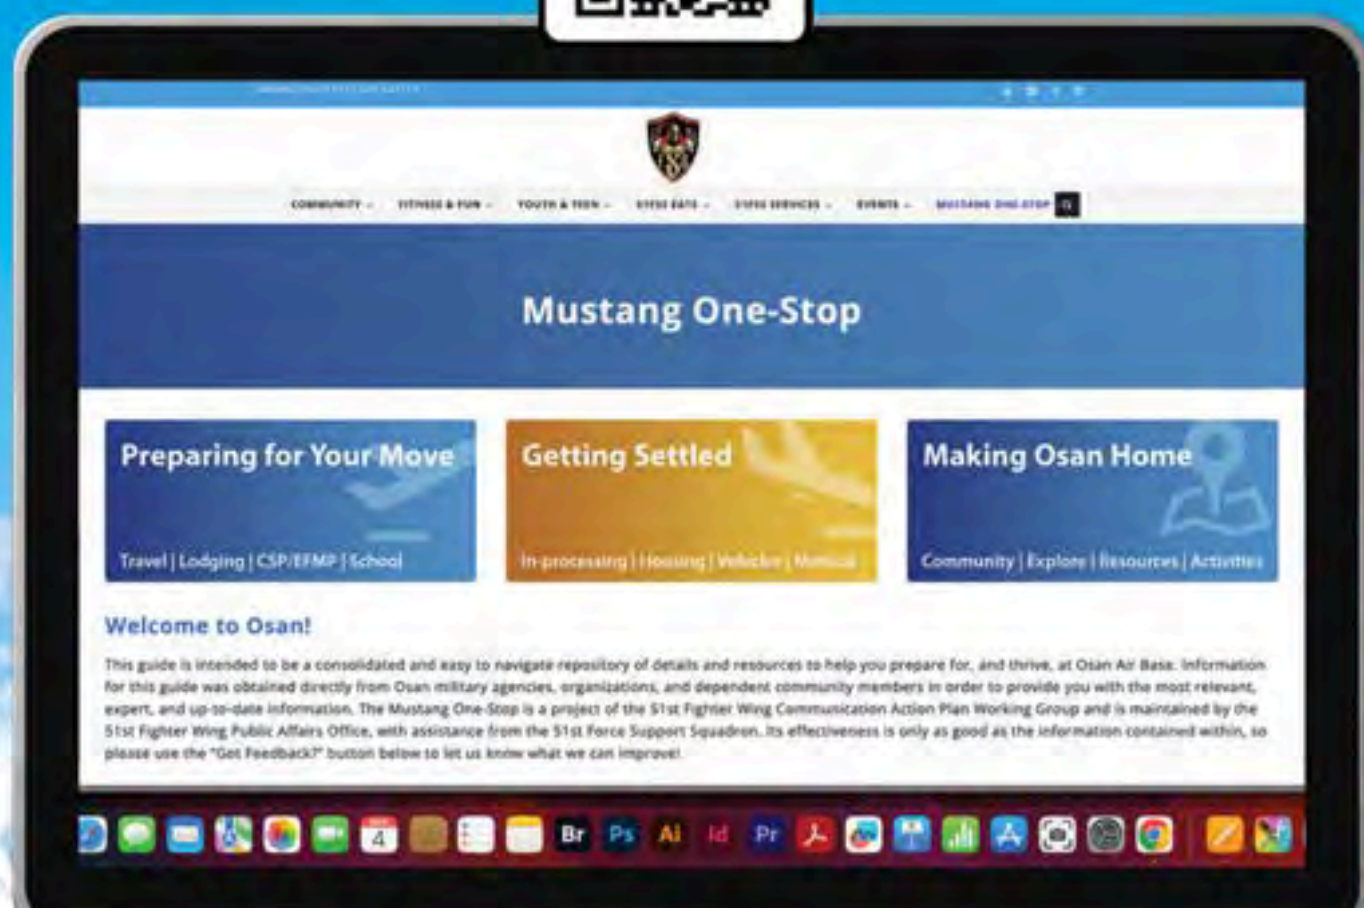 COMMUNITY
FITNESS & FUN
YOUTH & TEEN
51FSS EATS
51FSS SERVICES
EVENTS
MUSTANG ONE-STOP
Mustang One-Stop
Preparing for Your Move
Travel | Lodging | CSP/EFMP | School
Getting Settled
In-processing | Housing | Vehicles | Medical
Making Osan Home
Community | Explore | Resources | Activities
Welcome to Osan!
This guide is intended to be a consolidated and easy to navigate repository of details and resources to help you prepare for, and thrive, at Osan Air Base. Information
for this guide was obtained directly from Osan military agencies, organizations, and dependent community members in order to provide you with the most relevant,
expert, and up-to-date information. The Mustang One-Stop is a project of the 51st Fighter Wing Communication Action Plan Working Group and is maintained by the
51st Fighter Wing Public Affairs Office, with assistance from the 51st Force Support Squadron. Its effectiveness is only as good as the information contained within, so
please use the "Got Feedback?" button below to let us know what we can improve!
4
Br
Ps
Ai
Id
Pr